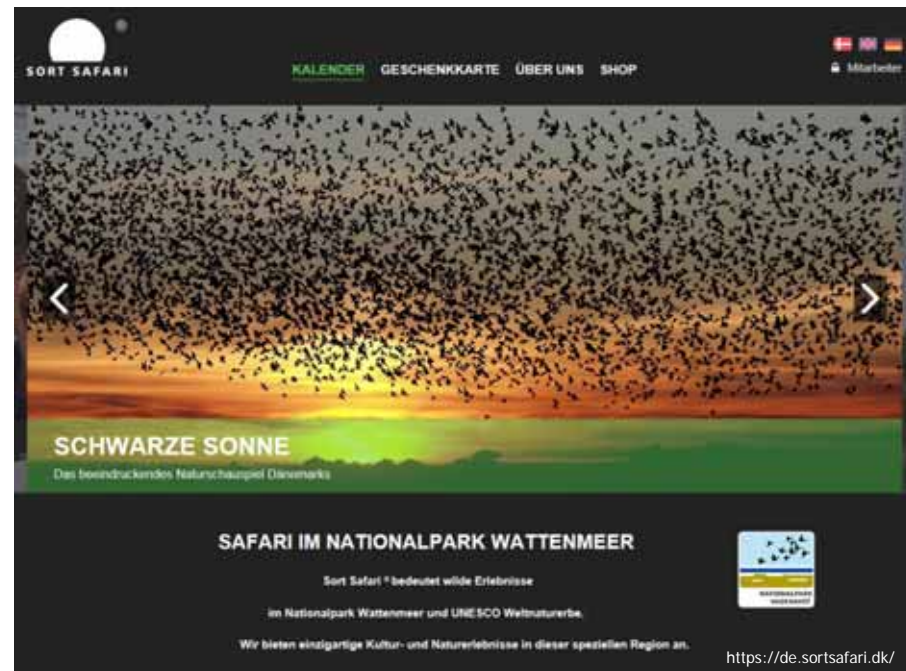 SORT SAFARI
KALENDER GESCHENKKARTE ÜBER UNS SHOP
Mitarbeiter
SCHWARZE SONNE
Das beeindruckendes Naturschauspiel Dänemarks
SAFARI IM NATIONALPARK WATTENMEER
Sort Safari ® bedeutet wilde Erlebnisse
im Nationalpark Wattenmeer und UNESCO Weltnaturerbe.
Wir bieten einzigartige Kultur- und Naturerlebnisse in dieser speziellen Region an.
NATIONALPARK
VADEHAVET
https://de.sortsafari.dk/